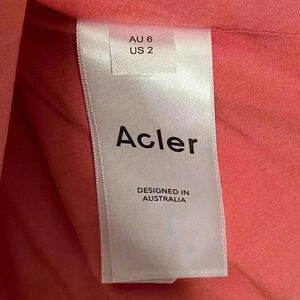 AU 6
US 2
Acler
DESIGNED IN
AUSTRALIA